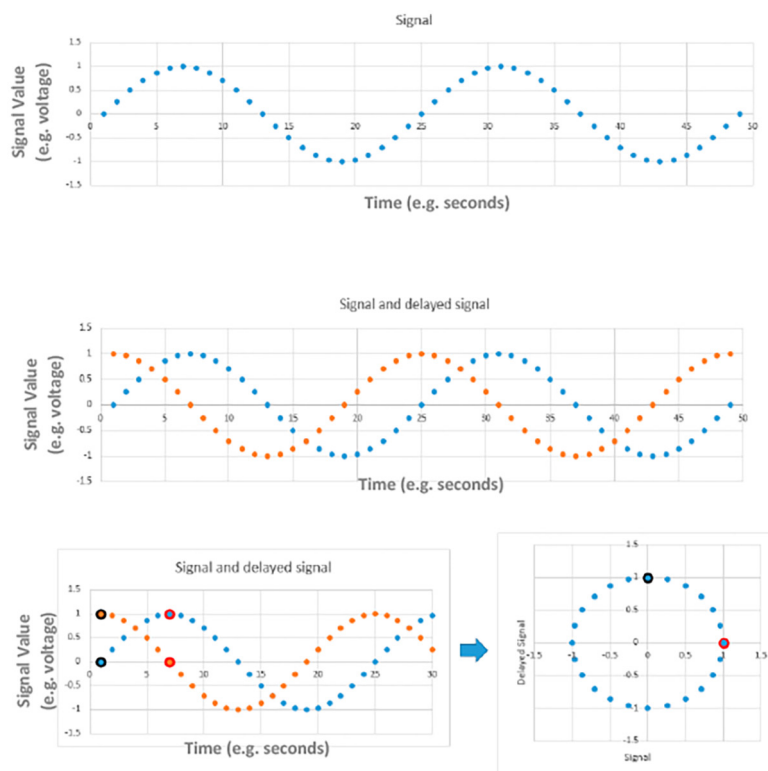 Signal
1.5
1
0.5
0
-0.5
-1
-1.5
0 5 10 15 20 25 30 35 40 45 50
Signal Value
(e.g. voltage)
Time (e.g. seconds)
Signal and delayed signal
1.5
1
0.5
0
-0.5
-1
-1.5
0 5 10 15 20 25 30 35 40 45 50
Signal Value
(e.g. voltage)
Time (e.g. seconds)
Signal and delayed signal
1.5
1
0.5
0
-0.5
-1
-1.5
0 5 10 15 20 25 30
Signal Value
(e.g. voltage)
Time (e.g. seconds)
1.5
1
0.5
0
-0.5
-1
-1.5
-1.5 -1 -0.5 0 0.5 1 1.5
Delayed Signal
Signal